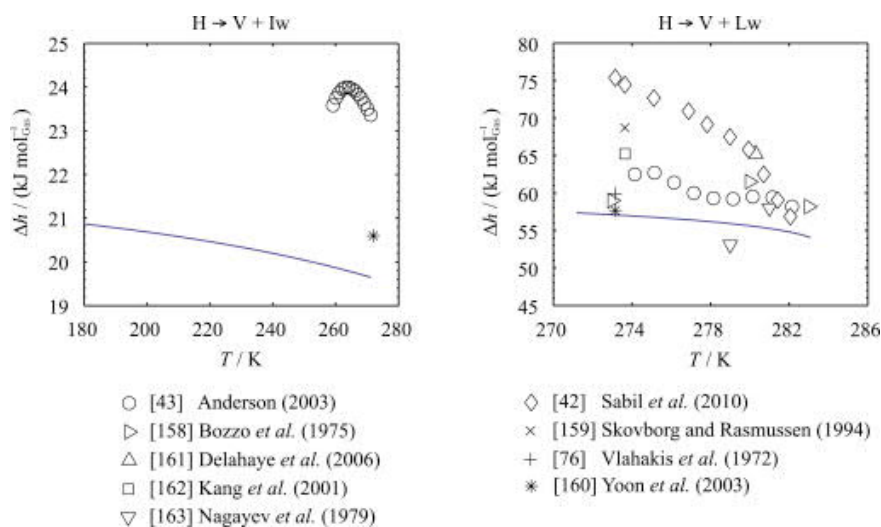 H → V + Iw
25
24
23
22
21
20
19
180 200 220 240 260 280
T / K
Δh / (kJ mol⁻¹Gas)
H → V + Lw
80
75
70
65
60
55
50
45
270 274 278 282 286
T / K
Δh / (kJ mol⁻¹Gas)
[43] Anderson (2003)
[158] Bozzo et al. (1975)
[161] Delahaye et al. (2006)
[162] Kang et al. (2001)
[163] Nagayev et al. (1979)
[42] Sabil et al. (2010)
[159] Skovborg and Rasmussen (1994)
[76] Vlahakis et al. (1972)
[160] Yoon et al. (2003)